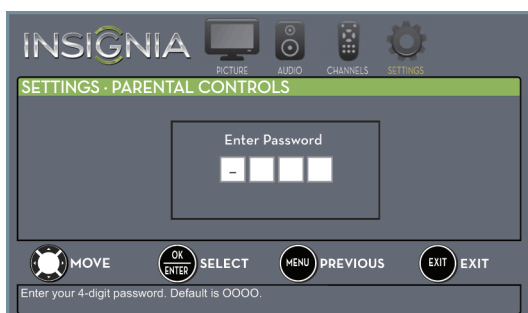 INSIGNIA
PICTURE AUDIO CHANNELS SETTINGS
SETTINGS · PARENTAL CONTROLS
Enter Password
–
MOVE OK ENTER SELECT MENU PREVIOUS EXIT EXIT
Enter your 4-digit password. Default is 0000.